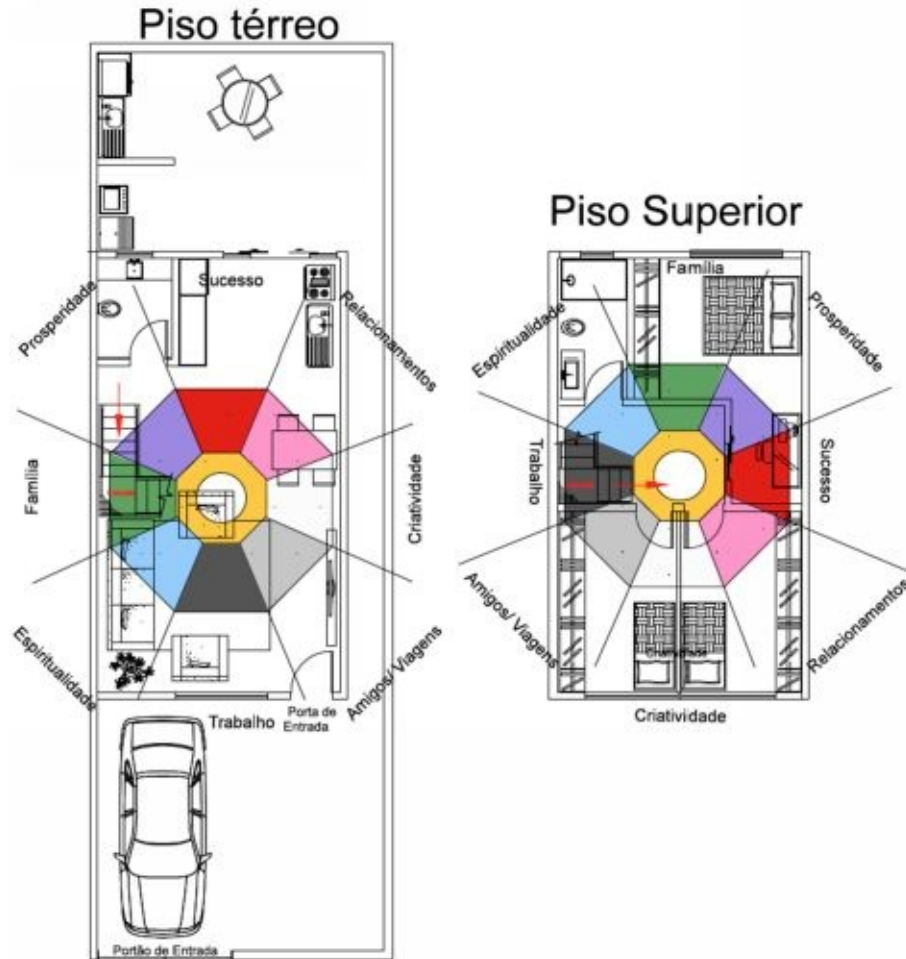 Piso térreo
Sucesso
Prosperidade
Relacionamentos
Família
Criatividade
Espiritualidade
Trabalho
Porta de
Entrada
Amigos/ Viagens
Portão de Entrada
Piso Superior
Família
Espiritualidade
Prosperidade
Trabalho
Sucesso
Amigos/ Viagens
Relacionamentos
Criatividade